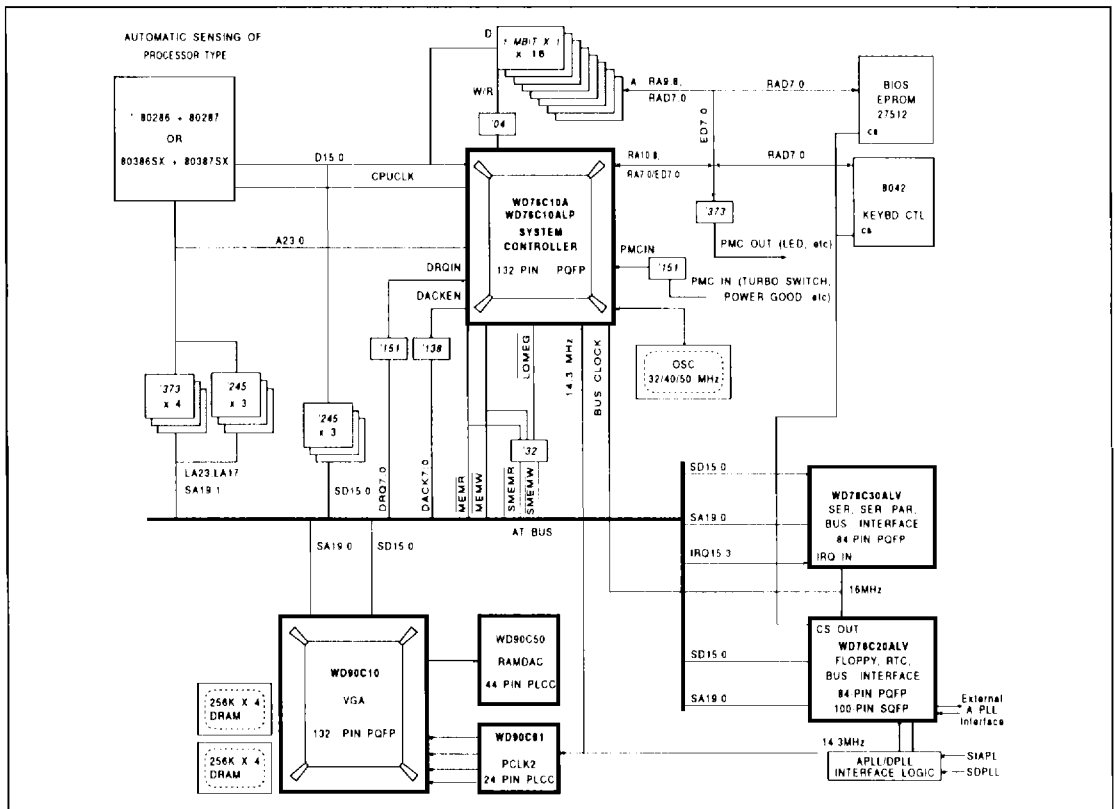 AUTOMATIC SENSING OF
PROCESSOR TYPE
' 80286 + 80287
OR
80386SX + 80387SX
D
1 MBIT X 1
X 18
W/R
'04
A
RA9:8,
RAD7:0
RAD7:0
ED7:0
BIOS
EPROM
27512
CS
D15:0
CPUCLK
A23:0
WD76C10A
WD76C10ALP
SYSTEM
CONTROLLER
132 PIN PQFP
RA10:8,
RA7:0/ED7:0
RAD7:0
8042
KEYBD CTL
CS
'373
PMC OUT (LED, etc)
PMCIN
'151
PMC IN (TURBO SWITCH,
POWER GOOD etc)
DRQIN
DACKEN
'151
'138
LOMEG
14.3 MHz
BUS CLOCK
OSC
32/40/50 MHz
'373
X 4
'245
X 3
'245
X 3
'32
LA23:LA17
SA19:1
SD15:0
DRQ7:0
DACK7:0
MEMR
MEMW
SMEMR
SMEMW
AT BUS
SD15:0
SA19:0
IRQ15:3
WD76C30ALV
SER, SER PAR,
BUS INTERFACE
84 PIN PQFP
IRQ IN
16MHz
SA19:0
SD15:0
WD90C10
VGA
132 PIN PQFP
256K X 4
DRAM
256K X 4
DRAM
WD90C50
RAMDAC
44 PIN PLCC
WD90C61
PCLK2
24 PIN PLCC
CS OUT
WD76C20ALV
FLOPPY, RTC,
BUS INTERFACE
84 PIN PQFP
100 PIN SQFP
SD15:0
SA19:0
External
A PLL
Interface
14.3MHz
APLL/DPLL
INTERFACE LOGIC
SIAPL
SDPLL